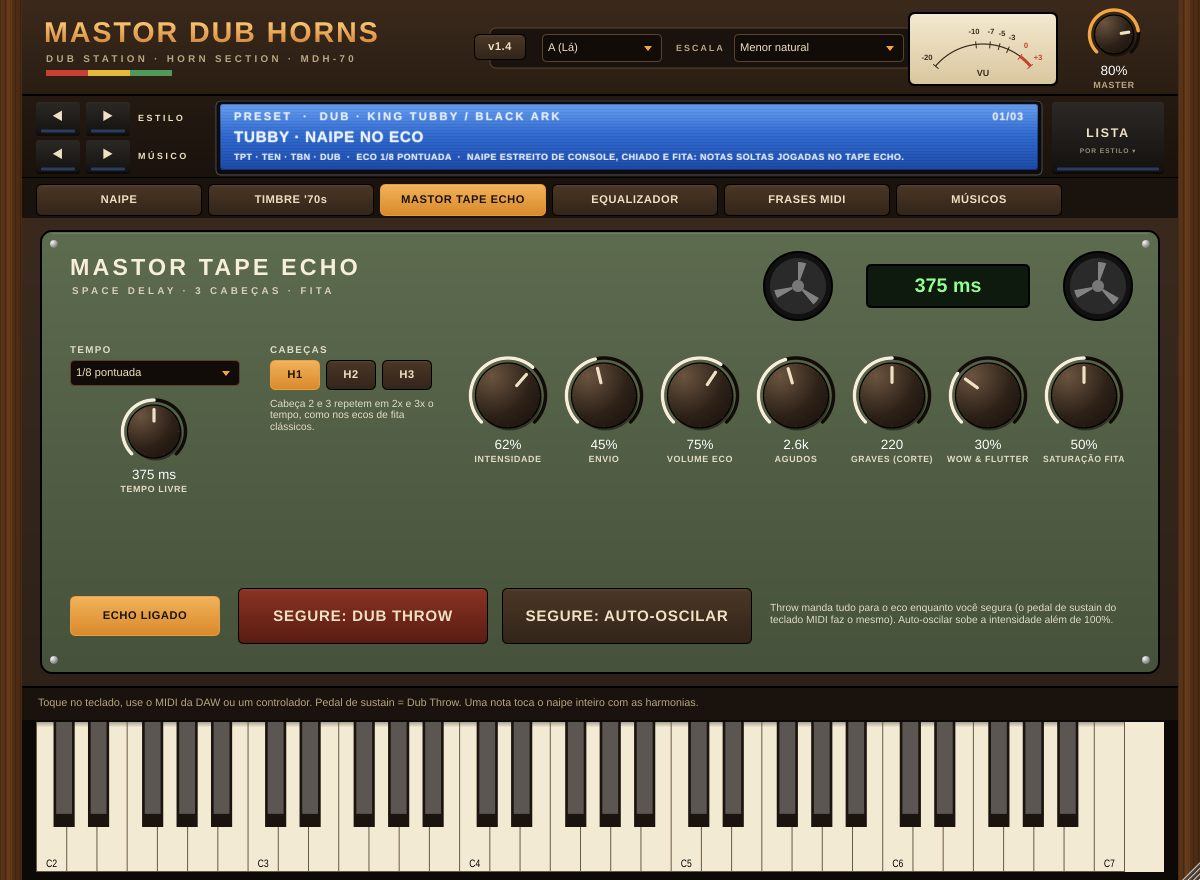 MASTOR DUB HORNS
DUB STATION · HORN SECTION · MDH-70
v1.4
A (Lá)
ESCALA
Menor natural
-20
-10
-7
-5
-3
0
+3
VU
80%
MASTER
ESTILO
MÚSICO
PRESET · DUB · KING TUBBY / BLACK ARK
01/03
TUBBY · NAIPE NO ECO
TPT · TEN · TBN · DUB · ECO 1/8 PONTUADA · NAIPE ESTREITO DE CONSOLE, CHIADO E FITA: NOTAS SOLTAS JOGADAS NO TAPE ECHO.
LISTA
POR ESTILO ▾
NAIPE
TIMBRE '70s
MASTOR TAPE ECHO
EQUALIZADOR
FRASES MIDI
MÚSICOS
MASTOR TAPE ECHO
SPACE DELAY · 3 CABEÇAS · FITA
375 ms
TEMPO
1/8 pontuada
375 ms
TEMPO LIVRE
CABEÇAS
H1
H2
H3
Cabeça 2 e 3 repetem em 2x e 3x o
tempo, como nos ecos de fita
clássicos.
62%
INTENSIDADE
45%
ENVIO
75%
VOLUME ECO
2.6k
AGUDOS
220
GRAVES (CORTE)
30%
WOW & FLUTTER
50%
SATURAÇÃO FITA
ECHO LIGADO
SEGURE: DUB THROW
SEGURE: AUTO-OSCILAR
Throw manda tudo para o eco enquanto você segura (o pedal de sustain do
teclado MIDI faz o mesmo). Auto-oscilar sobe a intensidade além de 100%.
Toque no teclado, use o MIDI da DAW ou um controlador. Pedal de sustain = Dub Throw. Uma nota toca o naipe inteiro com as harmonias.
C2
C3
C4
C5
C6
C7